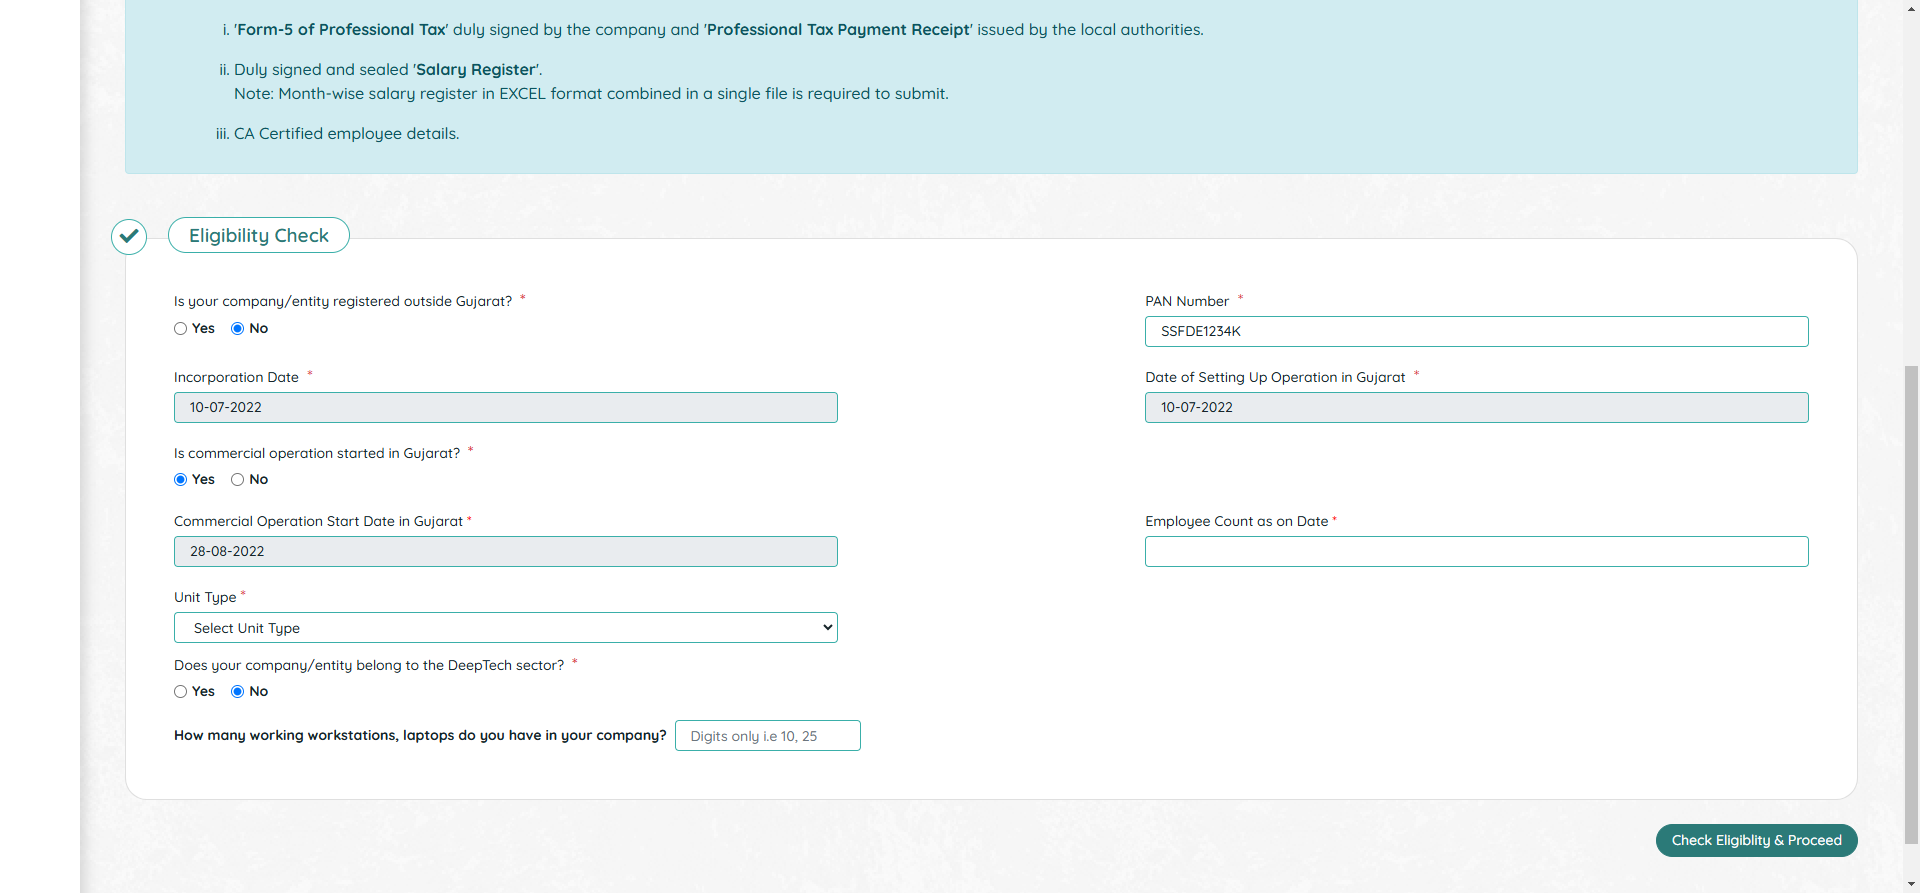 i. 'Form-5 of Professional Tax' duly signed by the company and 'Professional Tax Payment Receipt' issued by the local authorities.
ii. Duly signed and sealed 'Salary Register'.
Note: Month-wise salary register in EXCEL format combined in a single file is required to submit.
iii. CA Certified employee details.
Eligibility Check
Is your company/entity registered outside Gujarat? *
Yes No
PAN Number *
SSFDE1234K
Incorporation Date *
10-07-2022
Date of Setting Up Operation in Gujarat *
10-07-2022
Is commercial operation started in Gujarat? *
Yes No
Commercial Operation Start Date in Gujarat *
28-08-2022
Employee Count as on Date *
Unit Type *
Select Unit Type
Does your company/entity belong to the DeepTech sector? *
Yes No
How many working workstations, laptops do you have in your company? Digits only i.e 10, 25
Check Eligiblity & Proceed